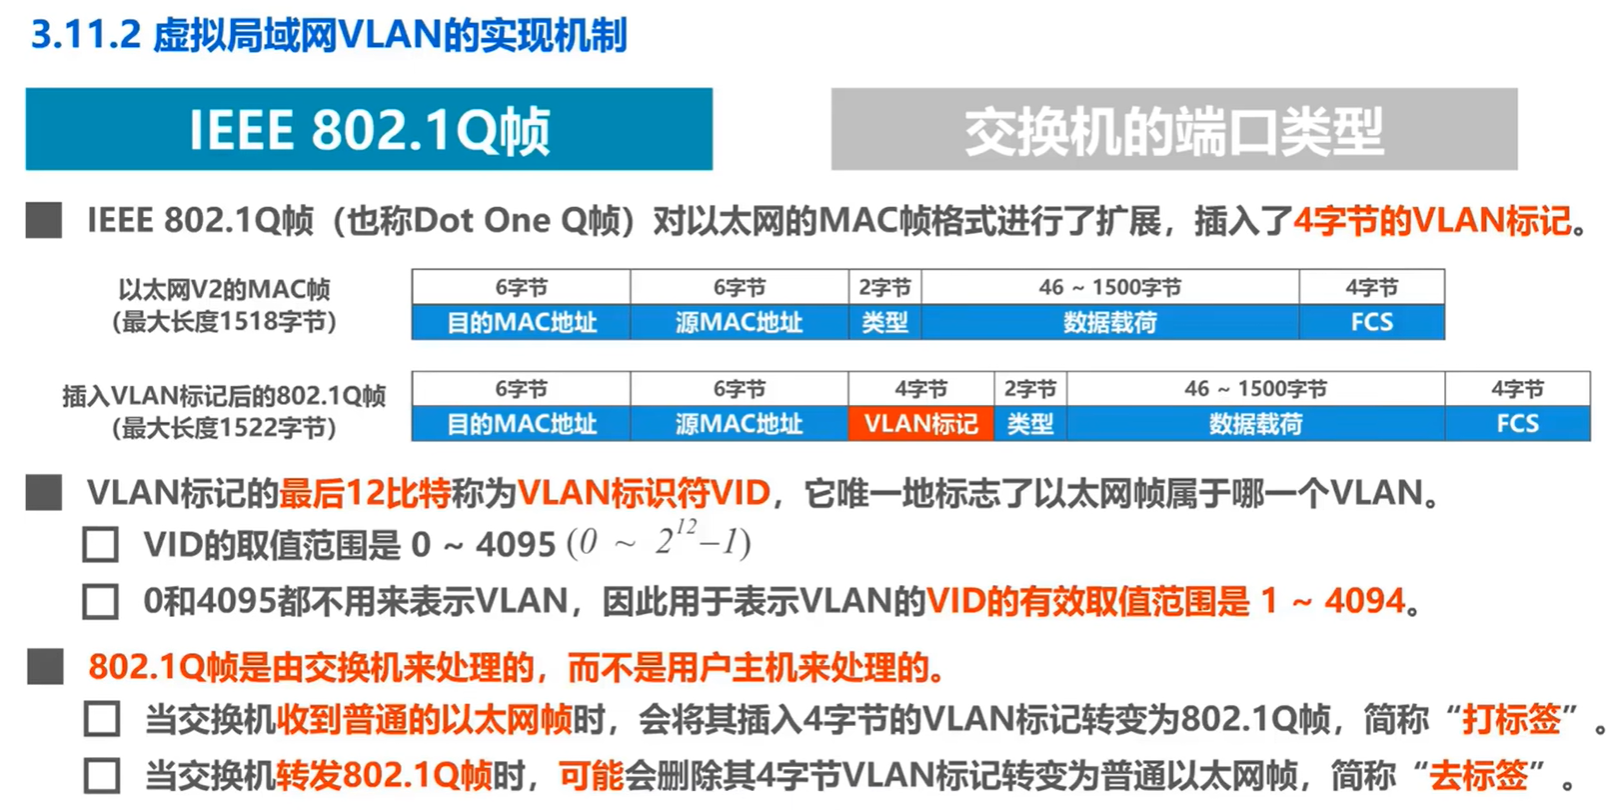 3.11.2 虚拟局域网VLAN的实现机制
IEEE 802.1Q帧
交换机的端口类型
IEEE 802.1Q帧（也称Dot One Q帧）对以太网的MAC帧格式进行了扩展，插入了4字节的VLAN标记。
以太网V2的MAC帧
(最大长度1518字节)
6字节 6字节 2字节 46 ~ 1500字节 4字节
目的MAC地址 源MAC地址 类型 数据载荷 FCS
插入VLAN标记后的802.1Q帧
(最大长度1522字节)
6字节 6字节 4字节 2字节 46 ~ 1500字节 4字节
目的MAC地址 源MAC地址 VLAN标记 类型 数据载荷 FCS
VLAN标记的最后12比特称为VLAN标识符VID，它唯一地标志了以太网帧属于哪一个VLAN。
VID的取值范围是 0 ~ 4095 (0 ~ 2^12−1)
0和4095都不用来表示VLAN，因此用于表示VLAN的VID的有效取值范围是 1 ~ 4094。
802.1Q帧是由交换机来处理的，而不是用户主机来处理的。
当交换机收到普通的以太网帧时，会将其插入4字节的VLAN标记转变为802.1Q帧，简称“打标签”。
当交换机转发802.1Q帧时，可能会删除其4字节VLAN标记转变为普通以太网帧，简称“去标签”。